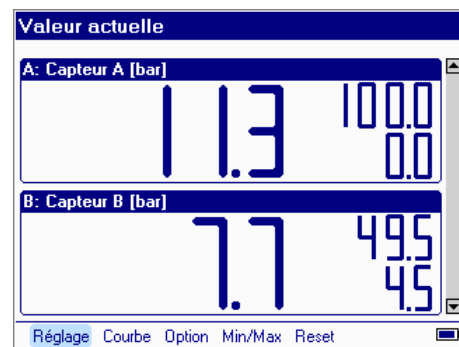 Valeur actuelle
A: Capteur A [bar]
11.3 100.0
0.0
B: Capteur B [bar]
7.7 49.5
4.5
Réglage Courbe Option Min/Max Reset